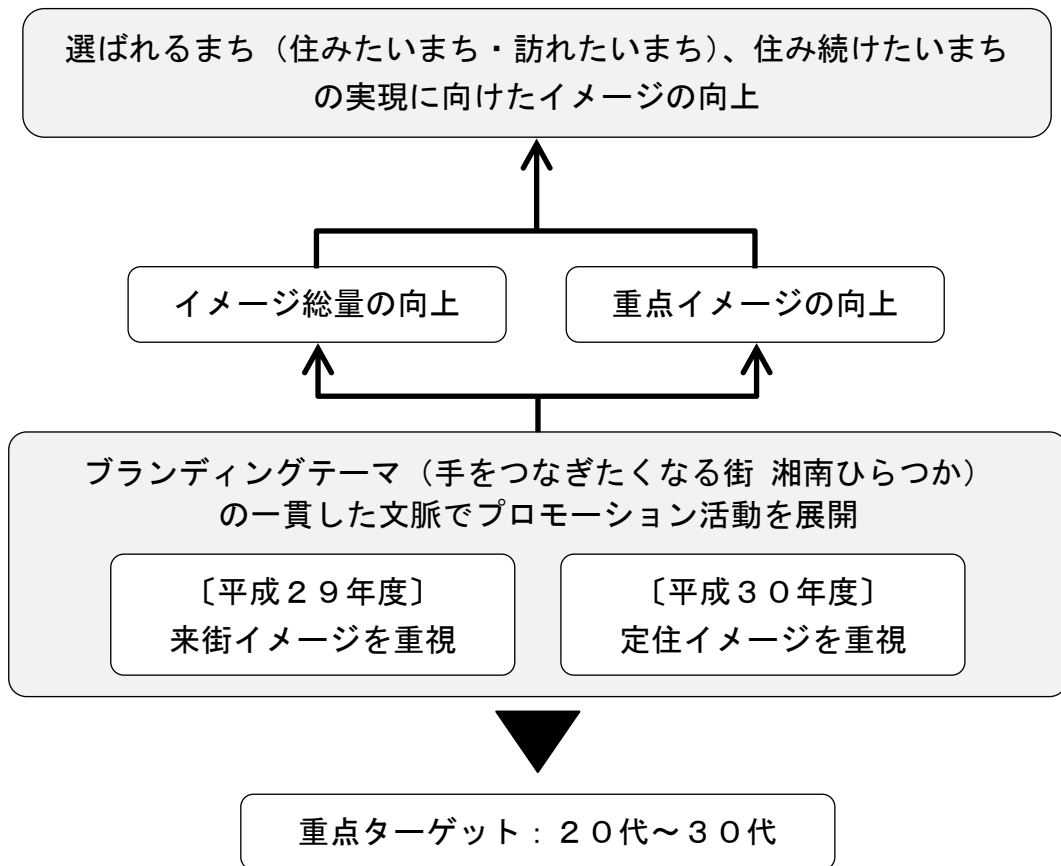 選ばれるまち（住みたいまち・訪れたいまち）、住み続けたいまち
の実現に向けたイメージの向上
イメージ総量の向上
重点イメージの向上
ブランディングテーマ（手をつなぎたくなる街 湘南ひらつか）
の一貫した文脈でプロモーション活動を展開
〔平成２９年度〕
来街イメージを重視
〔平成３０年度〕
定住イメージを重視
重点ターゲット：２０代～３０代